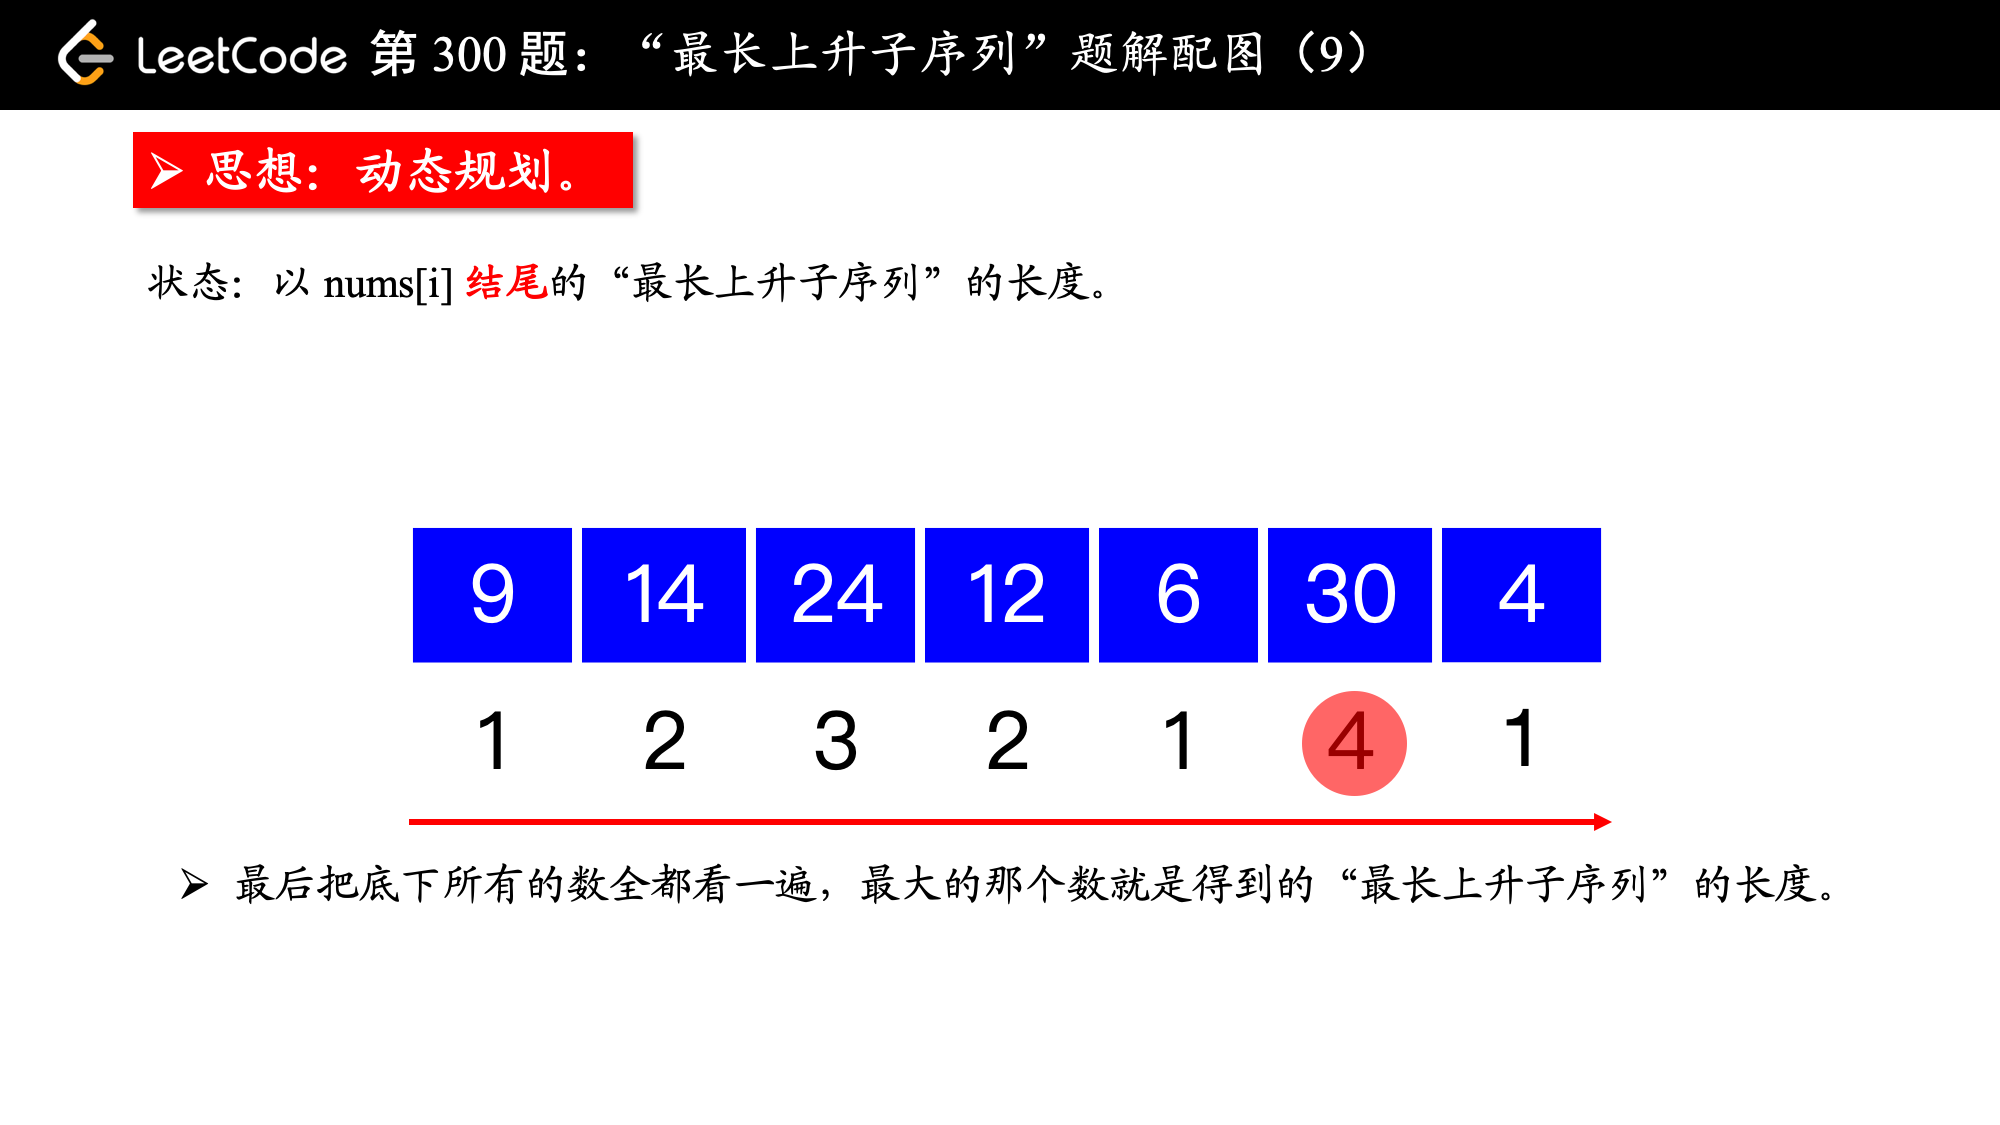 LeetCode 第 300 题：“最长上升子序列”题解配图（9）
➢ 思想：动态规划。
状态：以 nums[i] 结尾的“最长上升子序列”的长度。
9 14 24 12 6 30 4
1 2 3 2 1 4 1
➢ 最后把底下所有的数全都看一遍，最大的那个数就是得到的“最长上升子序列”的长度。